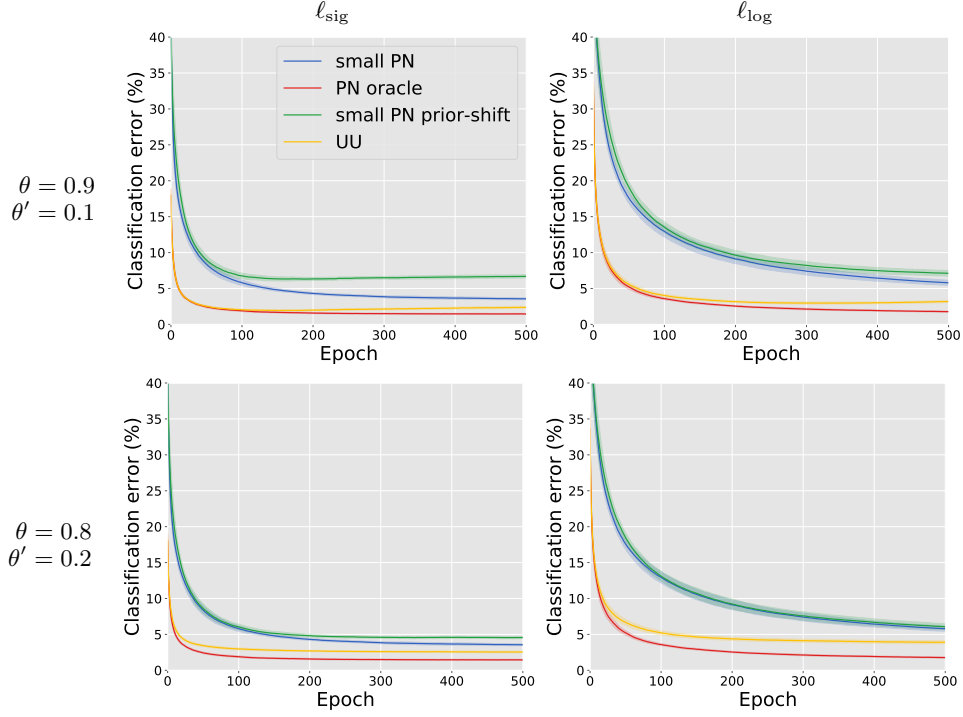 ℓsig
ℓlog
θ = 0.9
θ′ = 0.1
Classification error (%)
40
35
30
25
20
15
10
5
0
0 100 200 300 400 500
Epoch
small PN
PN oracle
small PN prior-shift
UU
Classification error (%)
40
35
30
25
20
15
10
5
0
0 100 200 300 400 500
Epoch
θ = 0.8
θ′ = 0.2
Classification error (%)
40
35
30
25
20
15
10
5
0
0 100 200 300 400 500
Epoch
Classification error (%)
40
35
30
25
20
15
10
5
0
0 100 200 300 400 500
Epoch